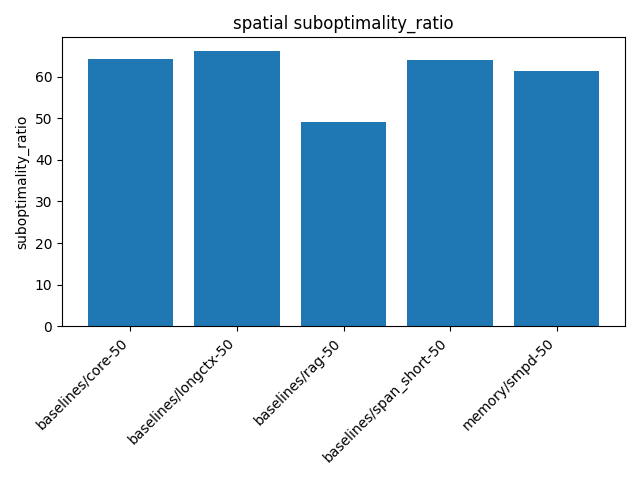 spatial suboptimality_ratio
suboptimality_ratio
60
50
40
30
20
10
0
baselines/core-50
baselines/longctx-50
baselines/rag-50
baselines/span_short-50
memory/smpd-50